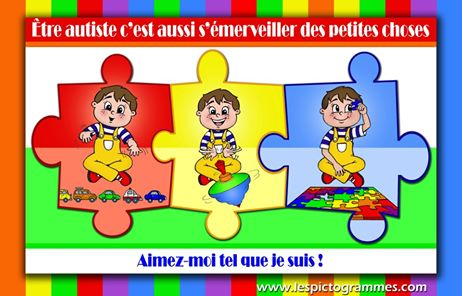 Être autiste c'est aussi s'émerveiller des petites choses
Aimez-moi tel que je suis !
www.lespictogrammes.com